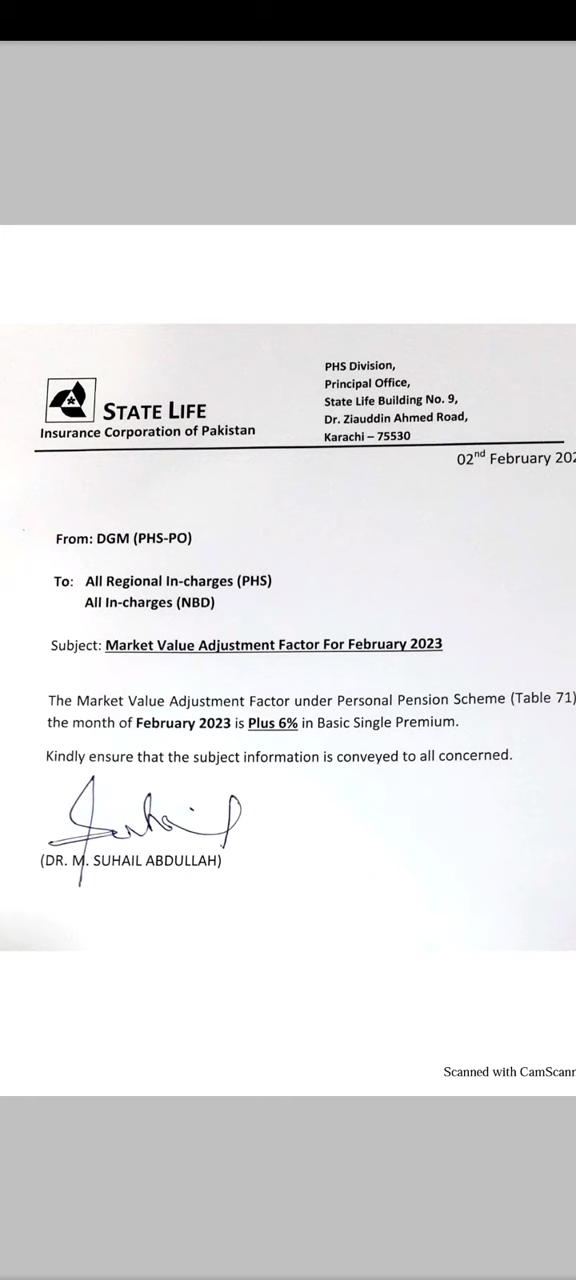 PHS Division,
Principal Office,
State Life Building No. 9,
Dr. Ziauddin Ahmed Road,
Karachi – 75530
STATE LIFE
Insurance Corporation of Pakistan
02nd February 202
From: DGM (PHS-PO)
To: All Regional In-charges (PHS)
All In-charges (NBD)
Subject: Market Value Adjustment Factor For February 2023
The Market Value Adjustment Factor under Personal Pension Scheme (Table 71)
the month of February 2023 is Plus 6% in Basic Single Premium.
Kindly ensure that the subject information is conveyed to all concerned.
(DR. M. SUHAIL ABDULLAH)
Scanned with CamScann